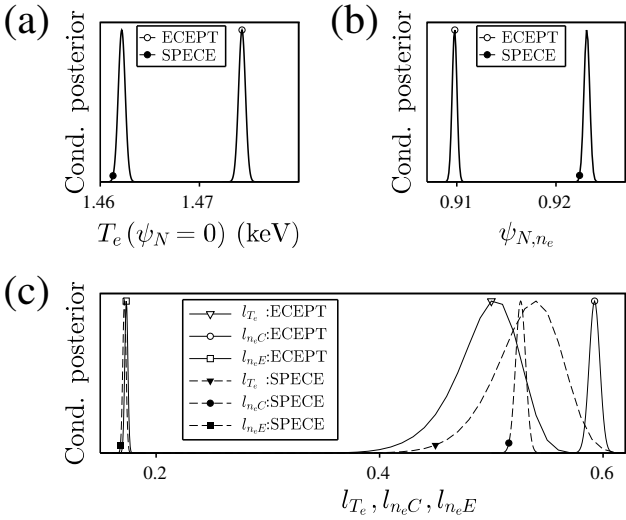 (a)
Cond. posterior
ECEPT
SPECE
1.46
1.47
T_e (ψ_N = 0) (keV)
(b)
Cond. posterior
ECEPT
SPECE
0.91
0.92
ψ_{N,n_e}
(c)
Cond. posterior
l_{T_e} :ECEPT
l_{n_eC}:ECEPT
l_{n_eE}:ECEPT
l_{T_e} :SPECE
l_{n_eC}:SPECE
l_{n_eE}:SPECE
0.2
0.4
0.6
l_{T_e}, l_{n_eC}, l_{n_eE}